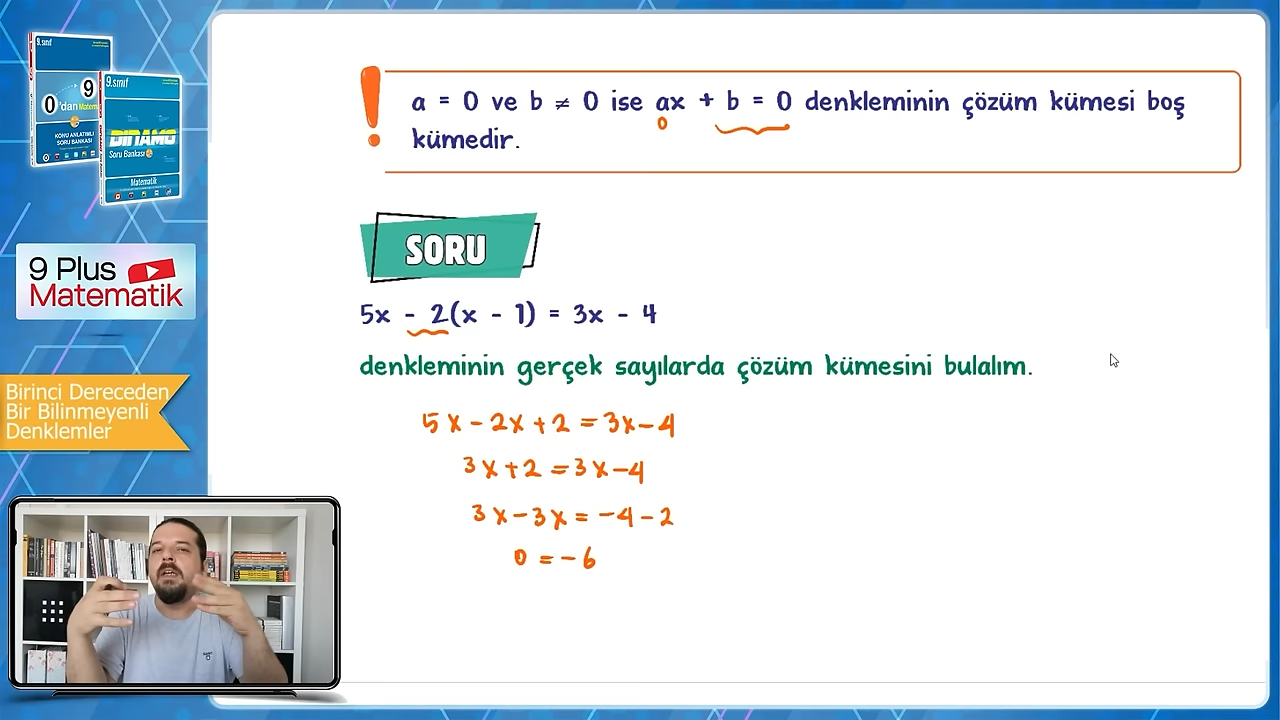 9.sınıf
0'dan 9
Matem
KONU ANLATIMLI
SORU BANKASI
9.sınıf
DİNAMO
Soru Bankası
Matematik
9 Plus
Matematik
Birinci Dereceden
Bir Bilinmeyenli
Denklemler
a = 0 ve b ≠ 0 ise ax + b = 0 denkleminin çözüm kümesi boş
0
kümedir.
SORU
5x - 2(x - 1) = 3x - 4
denkleminin gerçek sayılarda çözüm kümesini bulalım.
5x - 2x + 2 = 3x - 4
3x + 2 = 3x - 4
3x - 3x = -4 - 2
0 = -6